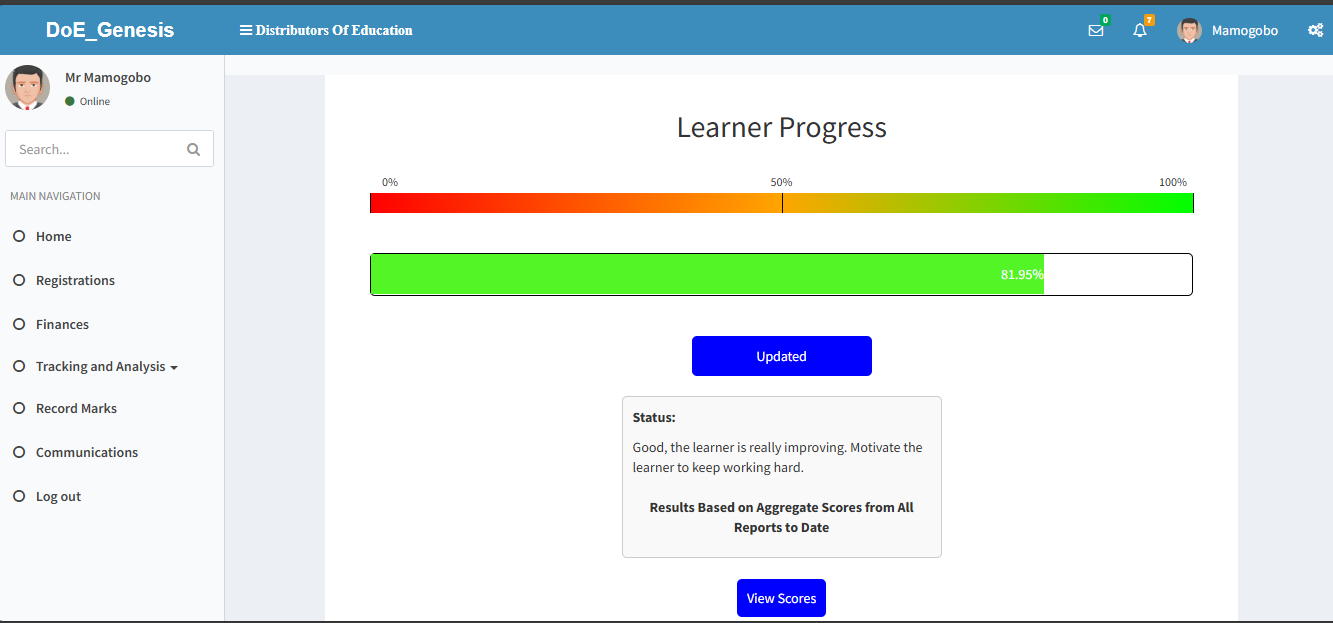 DoE_Genesis
Distributors Of Education
0
7
Mamogobo
Mr Mamogobo
Online
Search...
MAIN NAVIGATION
Home
Registrations
Finances
Tracking and Analysis
Record Marks
Communications
Log out
Learner Progress
0% 50% 100%
81.95%
Updated
Status:
Good, the learner is really improving. Motivate the
learner to keep working hard.
Results Based on Aggregate Scores from All
Reports to Date
View Scores